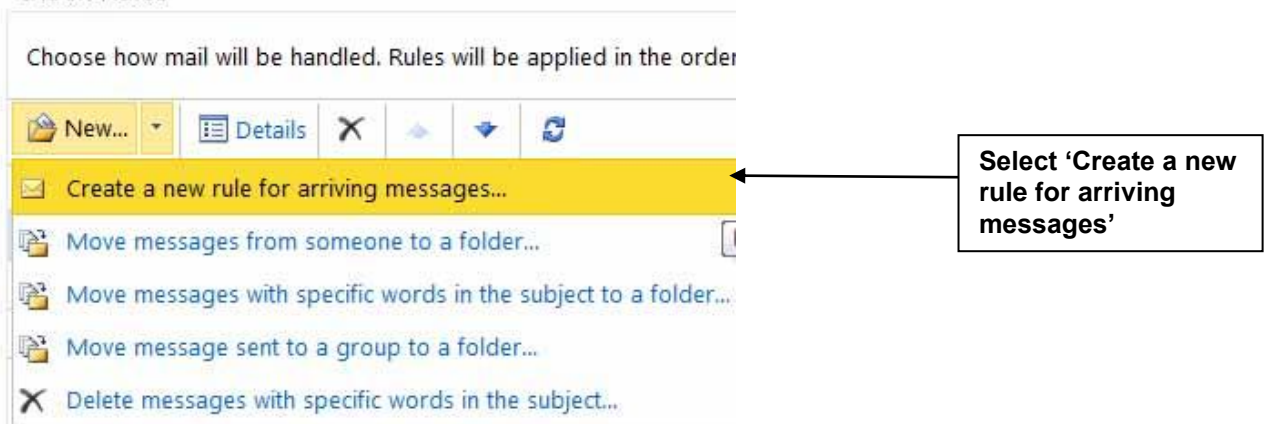 Choose how mail will be handled. Rules will be applied in the order
New... Details
Create a new rule for arriving messages...
Select ‘Create a new
rule for arriving
messages’
Move messages from someone to a folder...
Move messages with specific words in the subject to a folder...
Move message sent to a group to a folder...
Delete messages with specific words in the subject...